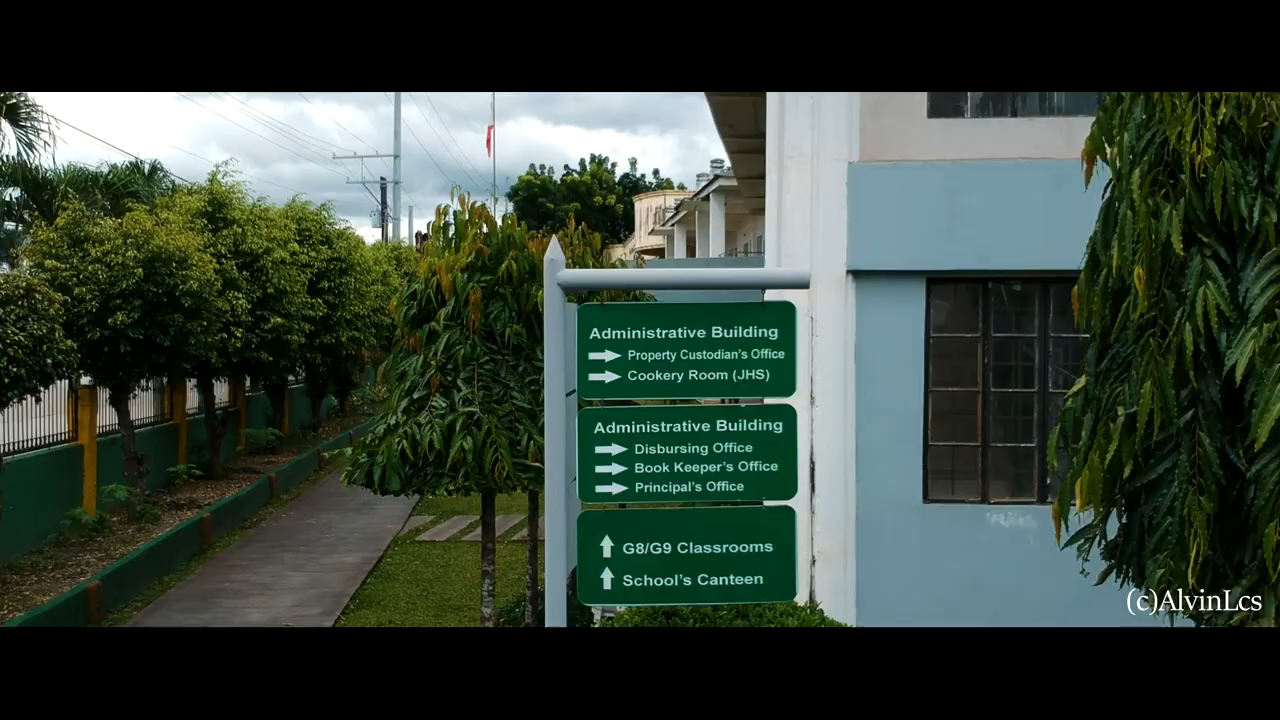 Administrative Building
Property Custodian's Office
Cookery Room (JHS)
Administrative Building
Disbursing Office
Book Keeper's Office
Principal's Office
G8/G9 Classrooms
School's Canteen
(c)AlvinLcs